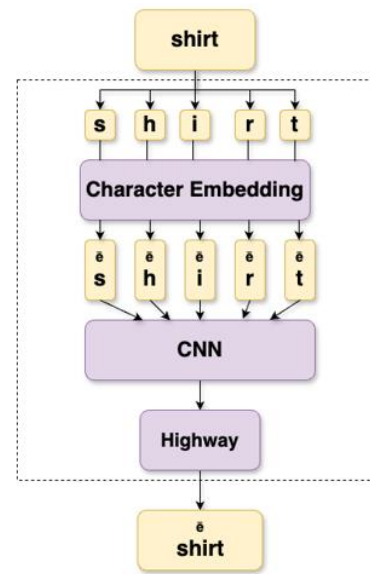 shirt
s h i r t
Character Embedding
ē ē ē ē ē
s h i r t
CNN
Highway
ē
shirt